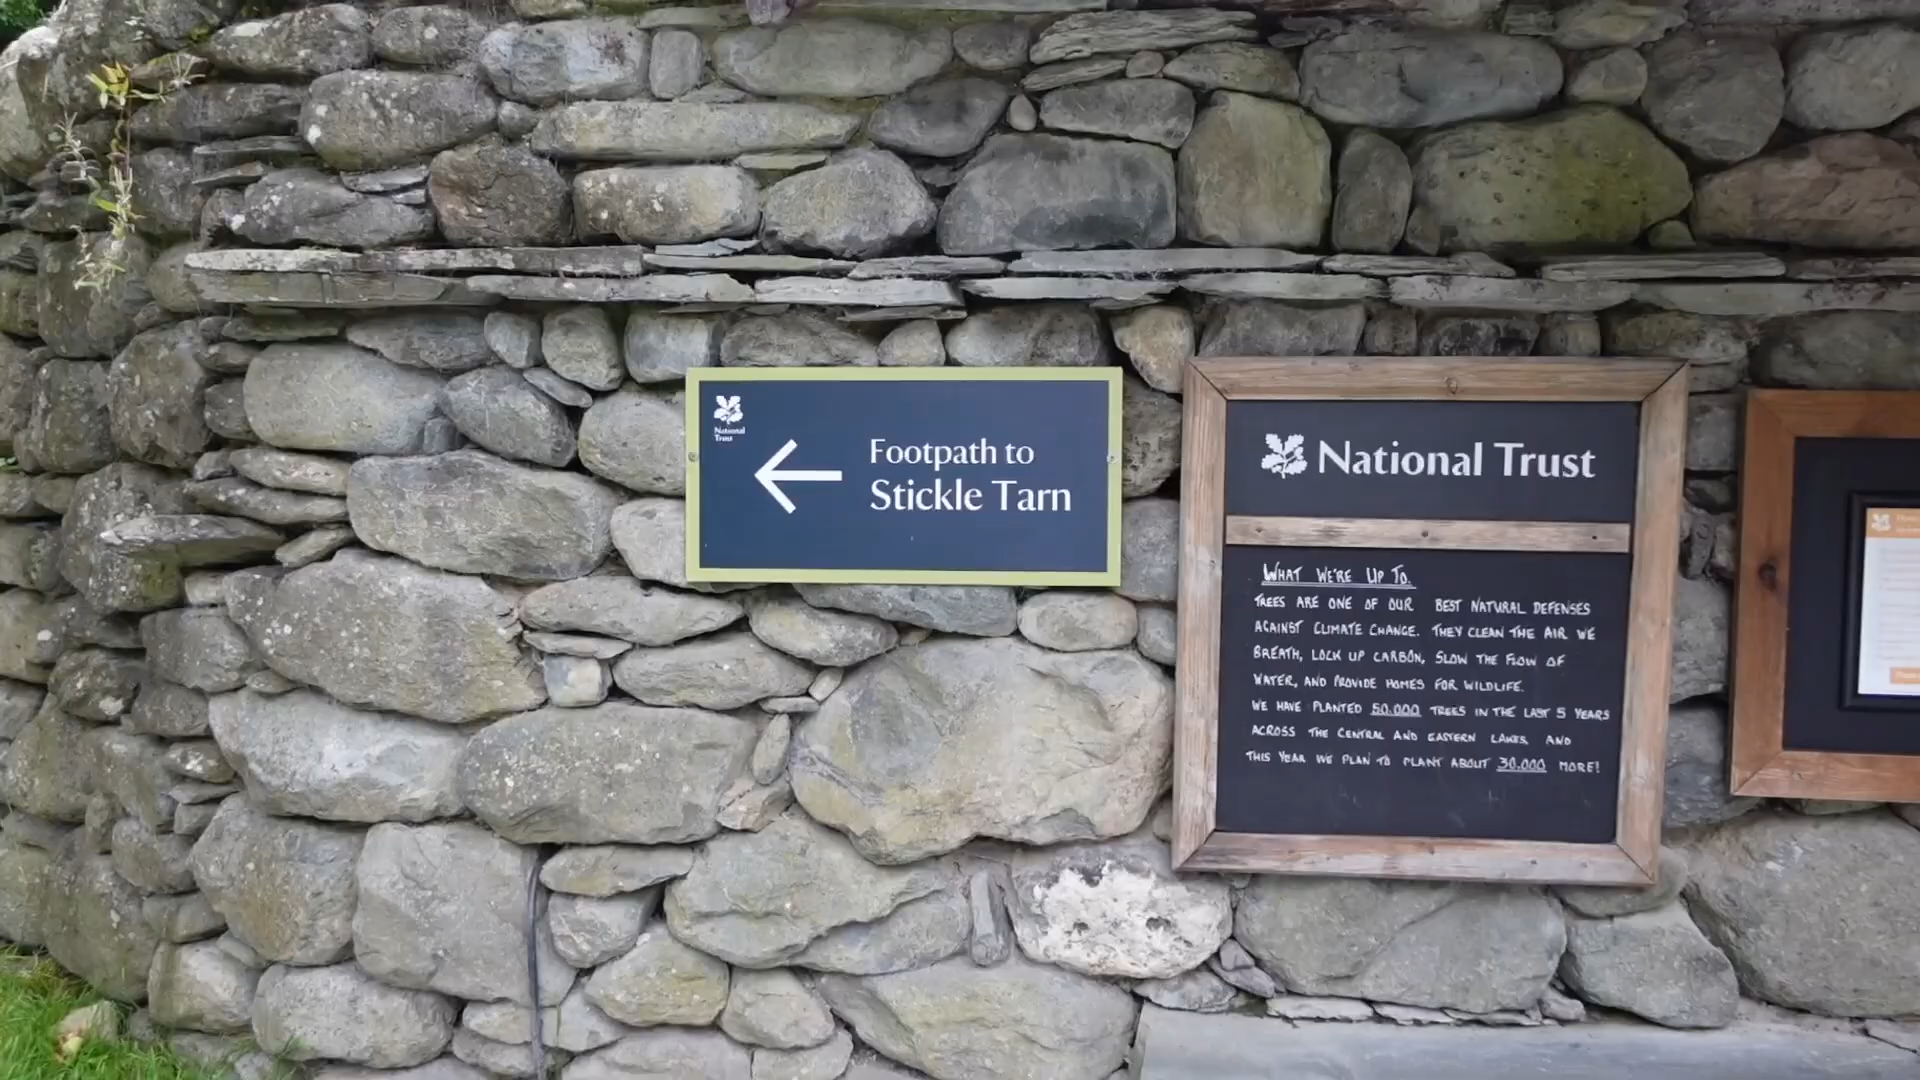 National
Trust
Footpath to
Stickle Tarn
National Trust
WHAT WE'RE UP TO.
TREES ARE ONE OF OUR BEST NATURAL DEFENSES
AGAINST CLIMATE CHANGE. THEY CLEAN THE AIR WE
BREATH, LOCK UP CARBON, SLOW THE FLOW OF
WATER, AND PROVIDE HOMES FOR WILDLIFE.
WE HAVE PLANTED 50,000 TREES IN THE LAST 5 YEARS
ACROSS THE CENTRAL AND EASTERN LAKES, AND
THIS YEAR WE PLAN TO PLANT ABOUT 30,000 MORE!